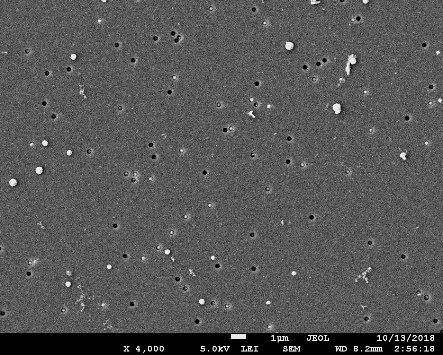 1μm JEOL 10/13/2018
X 4,000 5.0kV LEI SEM WD 8.2mm 2:56:18